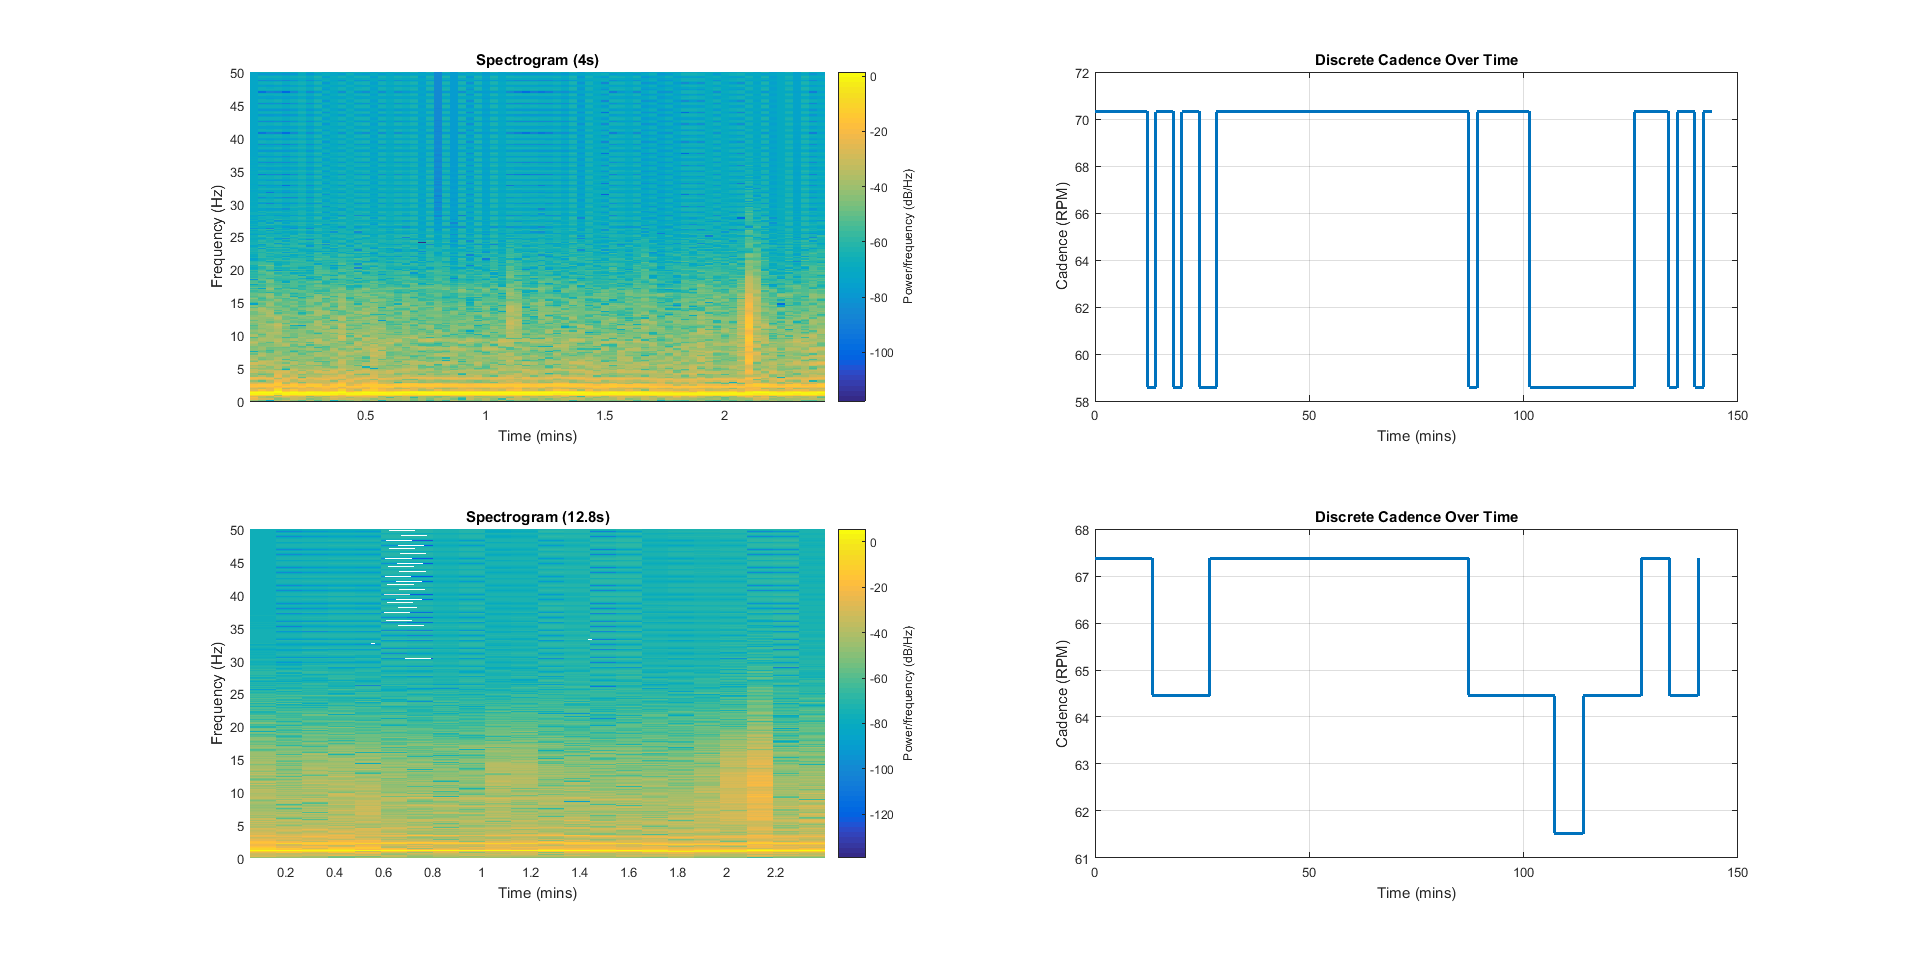 Spectrogram (4s)
50
45
40
35
30
25
20
15
10
5
0
Frequency (Hz)
0.5 1 1.5 2
Time (mins)
0
-20
-40
-60
-80
-100
Power/frequency (dB/Hz)
Discrete Cadence Over Time
72
70
68
66
64
62
60
58
Cadence (RPM)
0 50 100 150
Time (mins)
Spectrogram (12.8s)
50
45
40
35
30
25
20
15
10
5
0
Frequency (Hz)
0.2 0.4 0.6 0.8 1 1.2 1.4 1.6 1.8 2 2.2
Time (mins)
0
-20
-40
-60
-80
-100
-120
Power/frequency (dB/Hz)
Discrete Cadence Over Time
68
67
66
65
64
63
62
61
Cadence (RPM)
0 50 100 150
Time (mins)